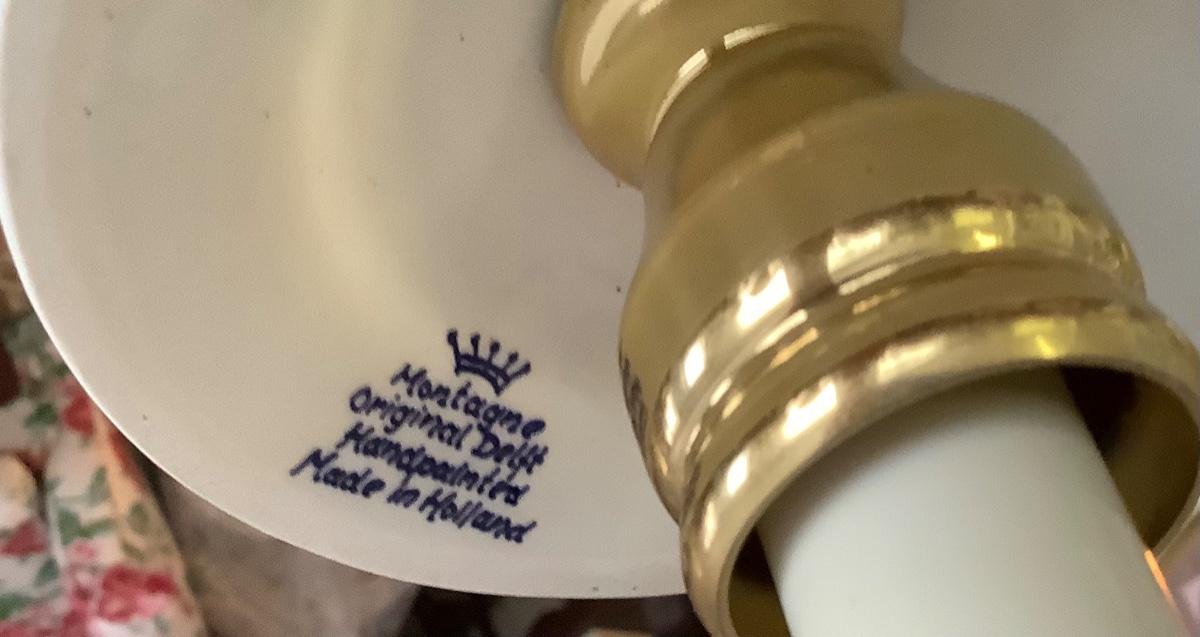 Montagne
Original Delft
Handpainted
Made in Holland